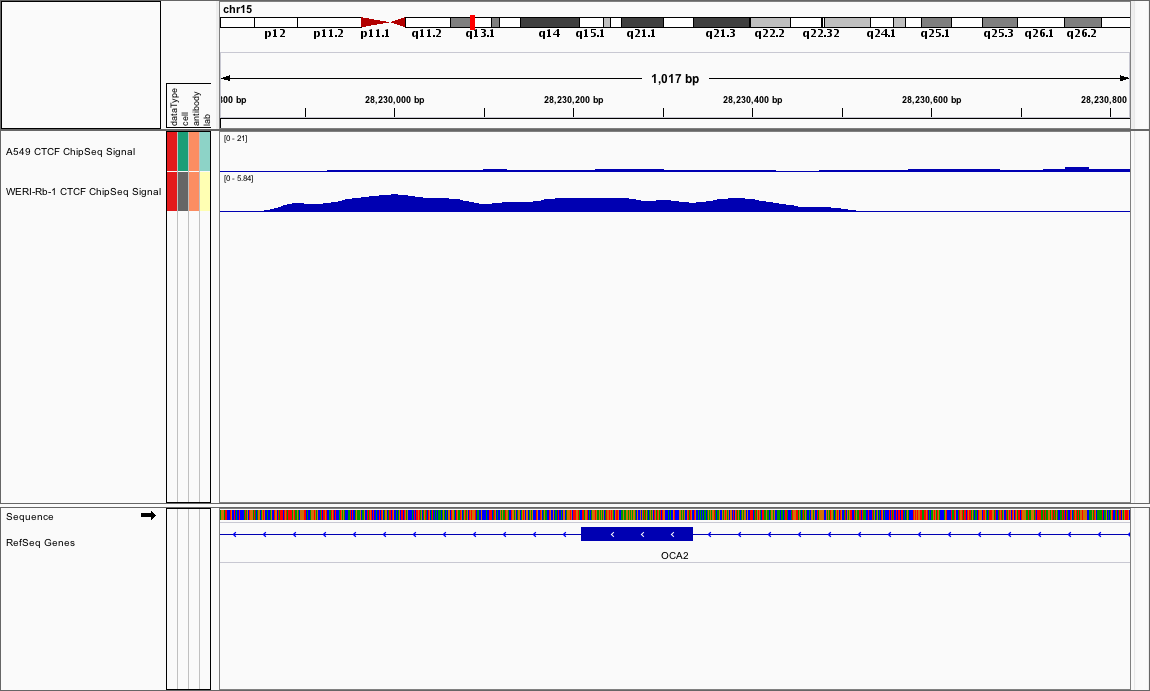 chr15
p12 p11.2 p11.1 q11.2 q13.1 q14 q15.1 q21.1 q21.3 q22.2 q22.32 q24.1 q25.1 q25.3 q26.1 q26.2
1,017 bp
dataType
cell
antibody
lab
00 bp 28,230,000 bp 28,230,200 bp 28,230,400 bp 28,230,600 bp 28,230,800
[0 - 21]
A549 CTCF ChipSeq Signal
[0 - 5.84]
WERI-Rb-1 CTCF ChipSeq Signal
Sequence
RefSeq Genes
OCA2